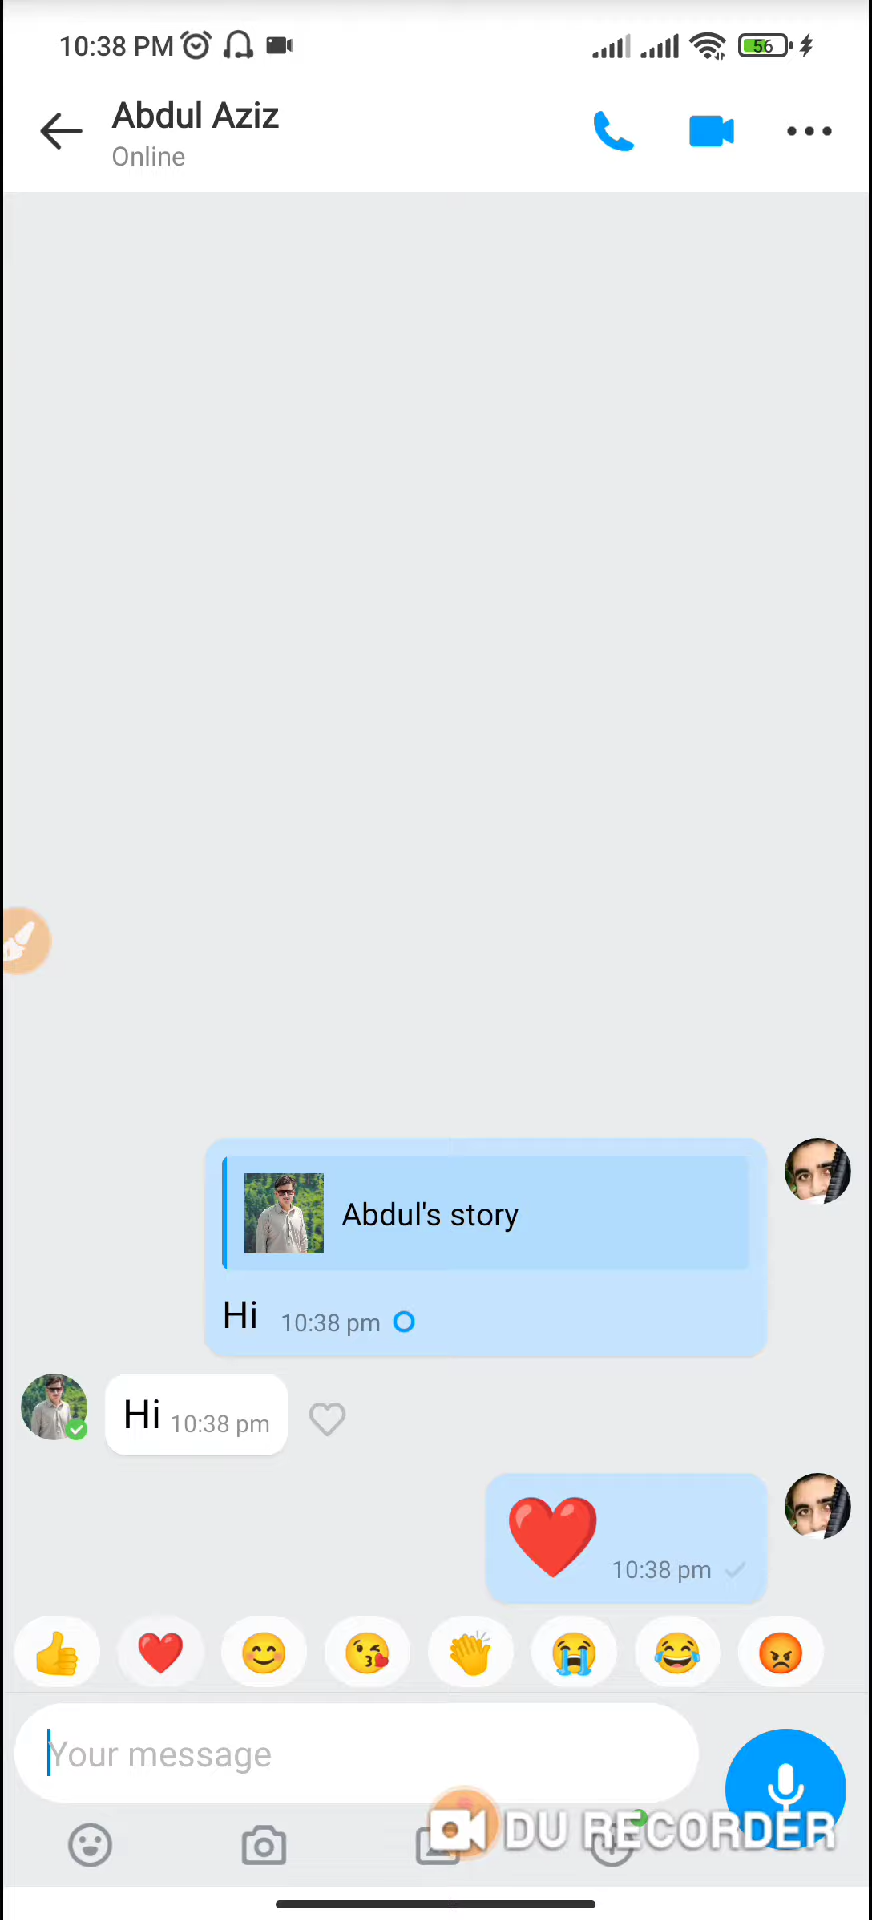 10:38 PM
56
Abdul Aziz
Online
Abdul's story
Hi 10:38 pm
Hi 10:38 pm
10:38 pm
Your message
DU RECORDER